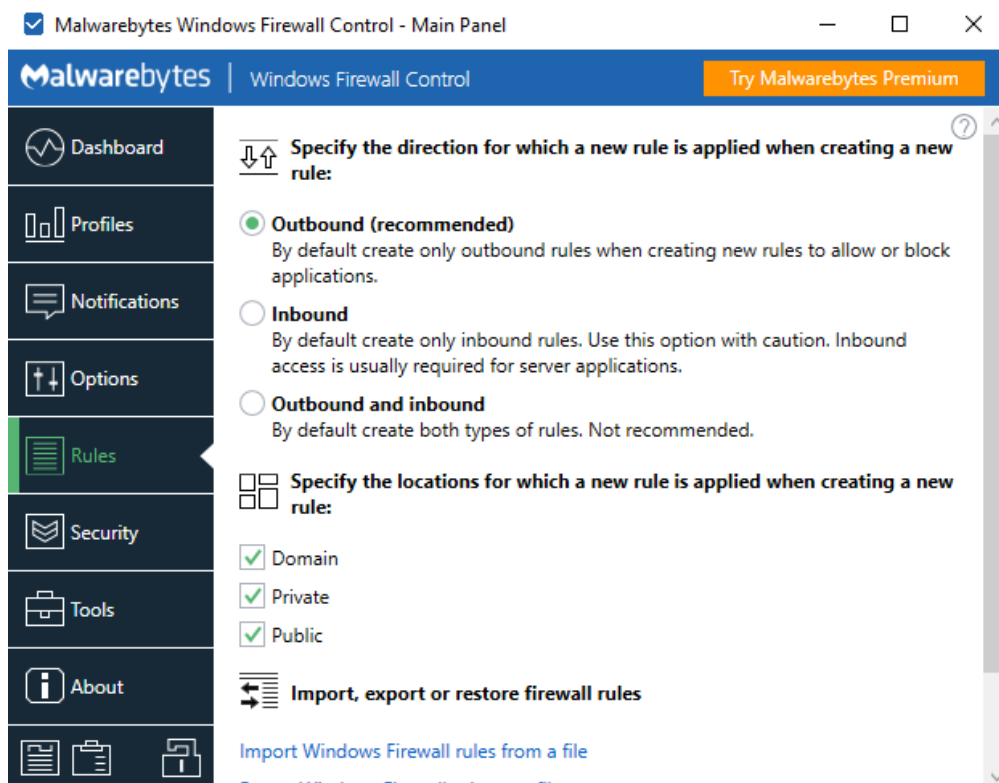 Malwarebytes Windows Firewall Control - Main Panel
Malwarebytes | Windows Firewall Control
Try Malwarebytes Premium
Dashboard
Profiles
Notifications
Options
Rules
Security
Tools
About
Specify the direction for which a new rule is applied when creating a new
rule:
Outbound (recommended)
By default create only outbound rules when creating new rules to allow or block
applications.
Inbound
By default create only inbound rules. Use this option with caution. Inbound
access is usually required for server applications.
Outbound and inbound
By default create both types of rules. Not recommended.
Specify the locations for which a new rule is applied when creating a new
rule:
Domain
Private
Public
Import, export or restore firewall rules
Import Windows Firewall rules from a file